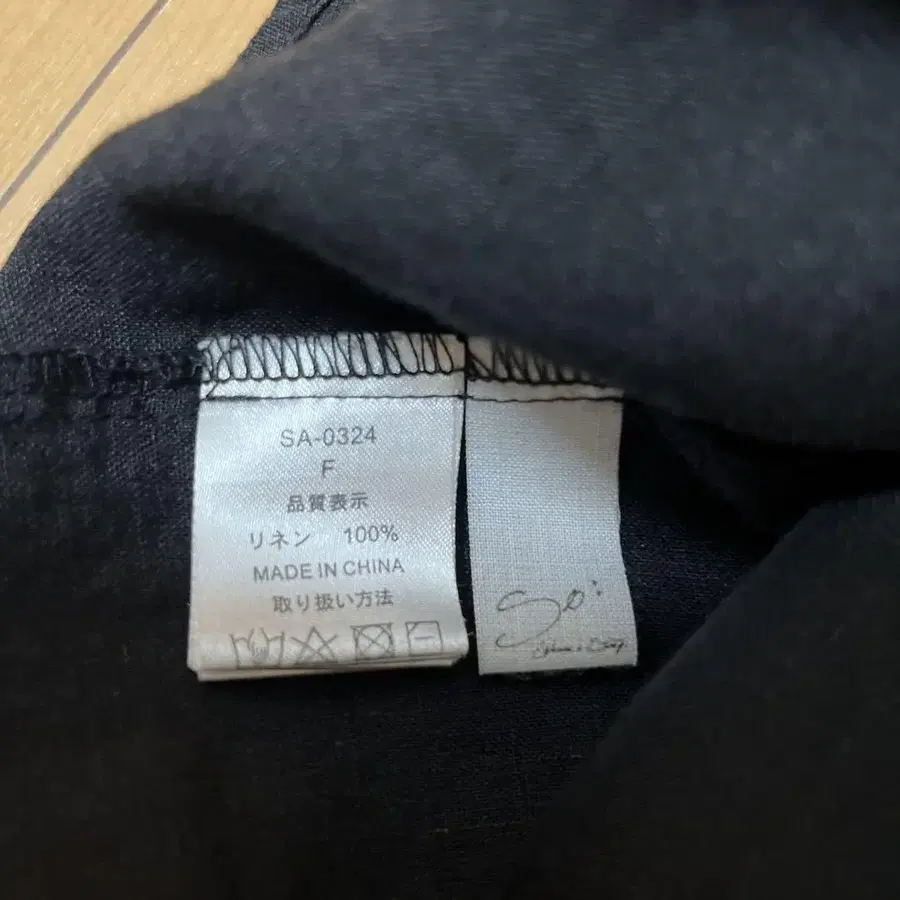 SA-0324
F
品質表示
リネン 100%
MADE IN CHINA
取り扱い方法